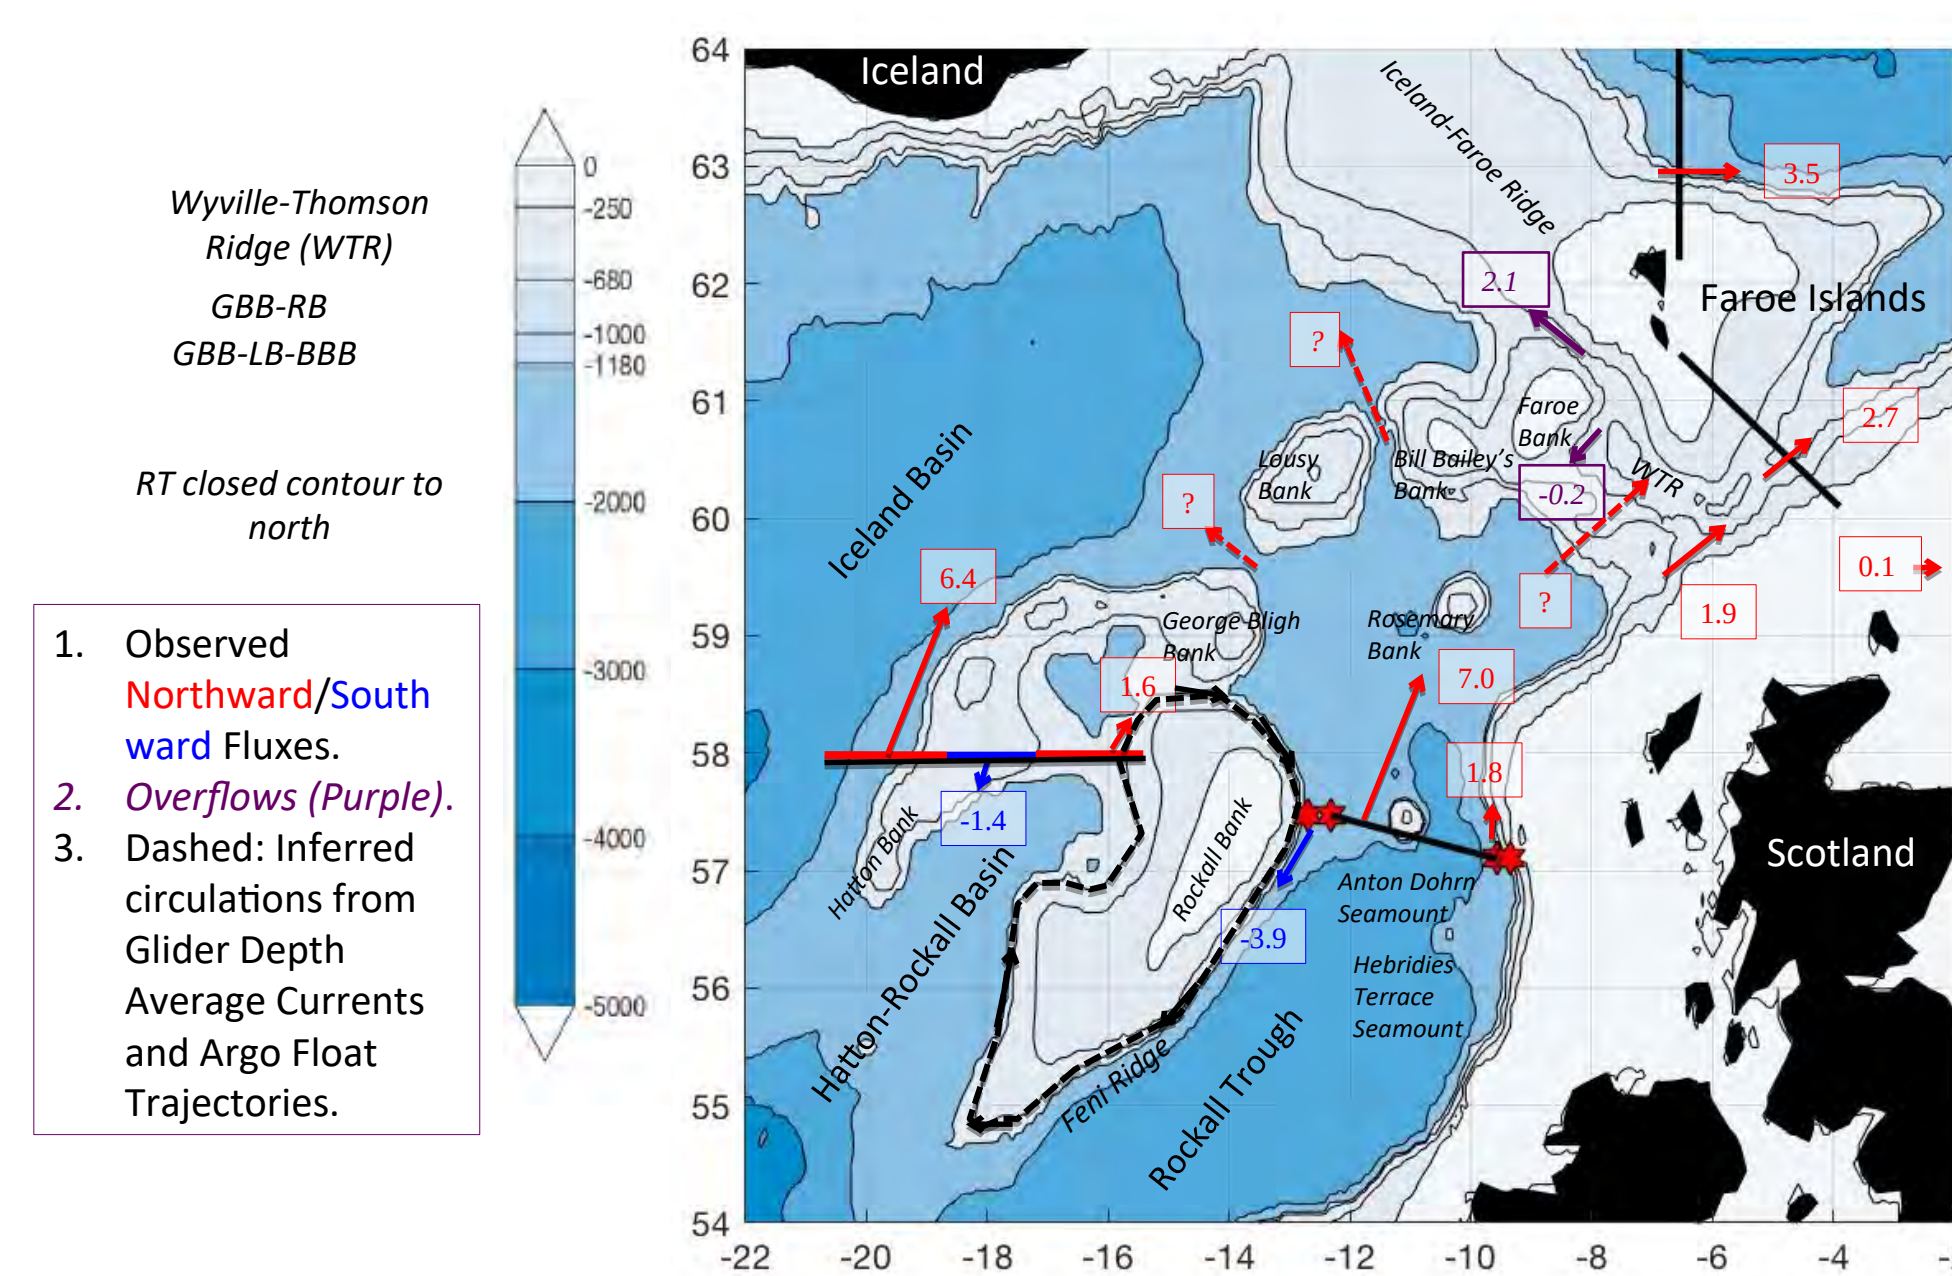 Wyville-Thomson
Ridge (WTR)
GBB-RB
GBB-LB-BBB
RT closed contour to
north
1. Observed
Northward/South
ward Fluxes.
2. Overflows (Purple).
3. Dashed: Inferred
circulations from
Glider Depth
Average Currents
and Argo Float
Trajectories.
0
-250
-680
-1000
-1180
-2000
-3000
-4000
-5000
64
63
62
61
60
59
58
57
56
55
54
-22
-20
-18
-16
-14
-12
-10
-8
-6
-4
Iceland
Iceland-Faroe Ridge
3.5
2.1
Faroe Islands
?
2.7
Faroe
Bank
Lousy
Bank
Bill Bailey's
Bank
WTR
-0.2
?
Iceland Basin
6.4
0.1
?
1.9
George Bligh
Bank
Rosemary
Bank
1.6
7.0
1.8
-1.4
Hatton Bank
Rockall Bank
Scotland
Hatton-Rockall Basin
Anton Dohrn
Seamount
-3.9
Hebridies
Terrace
Seamount
Feni Ridge
Rockall Trough